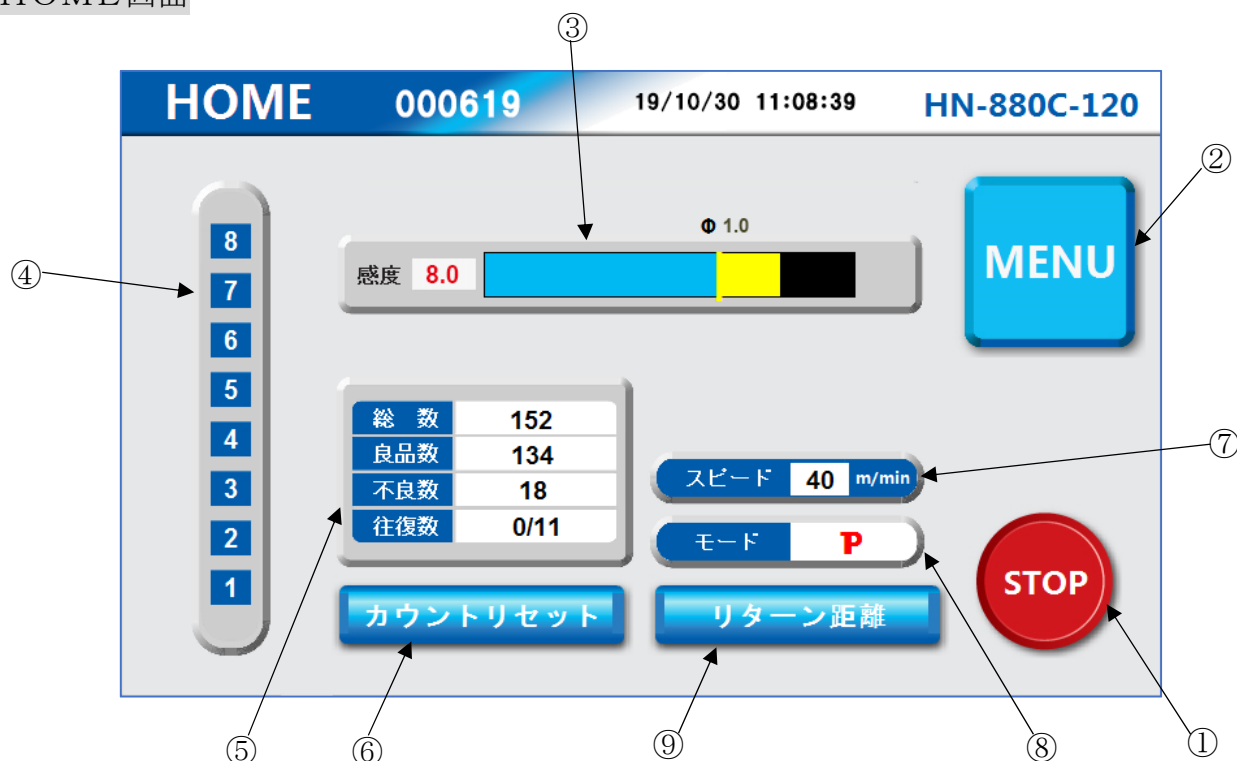 HOME画面
③
HOME 000619 19/10/30 11:08:39 HN-880C-120
②
MENU
Φ 1.0
感度 8.0
④
8
7
6
5
4
3
2
1
総 数 152
良品数 134
不良数 18
往復数 0/11
⑦
スピード 40 m/min
モード P
STOP
カウントリセット
リターン距離
⑤
⑥
⑨
⑧
①